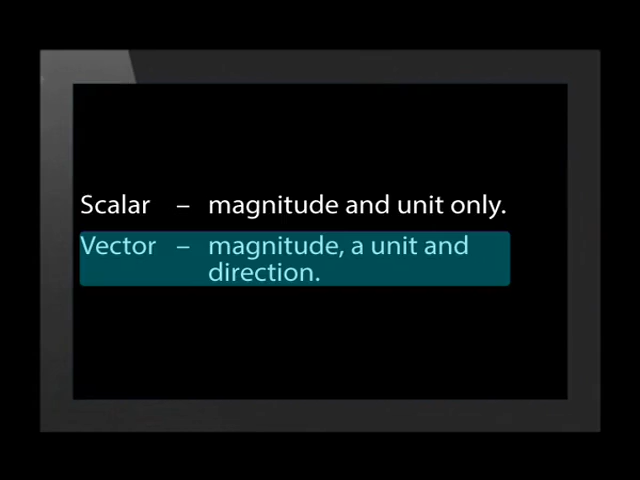 Scalar – magnitude and unit only.
Vector – magnitude, a unit and
direction.